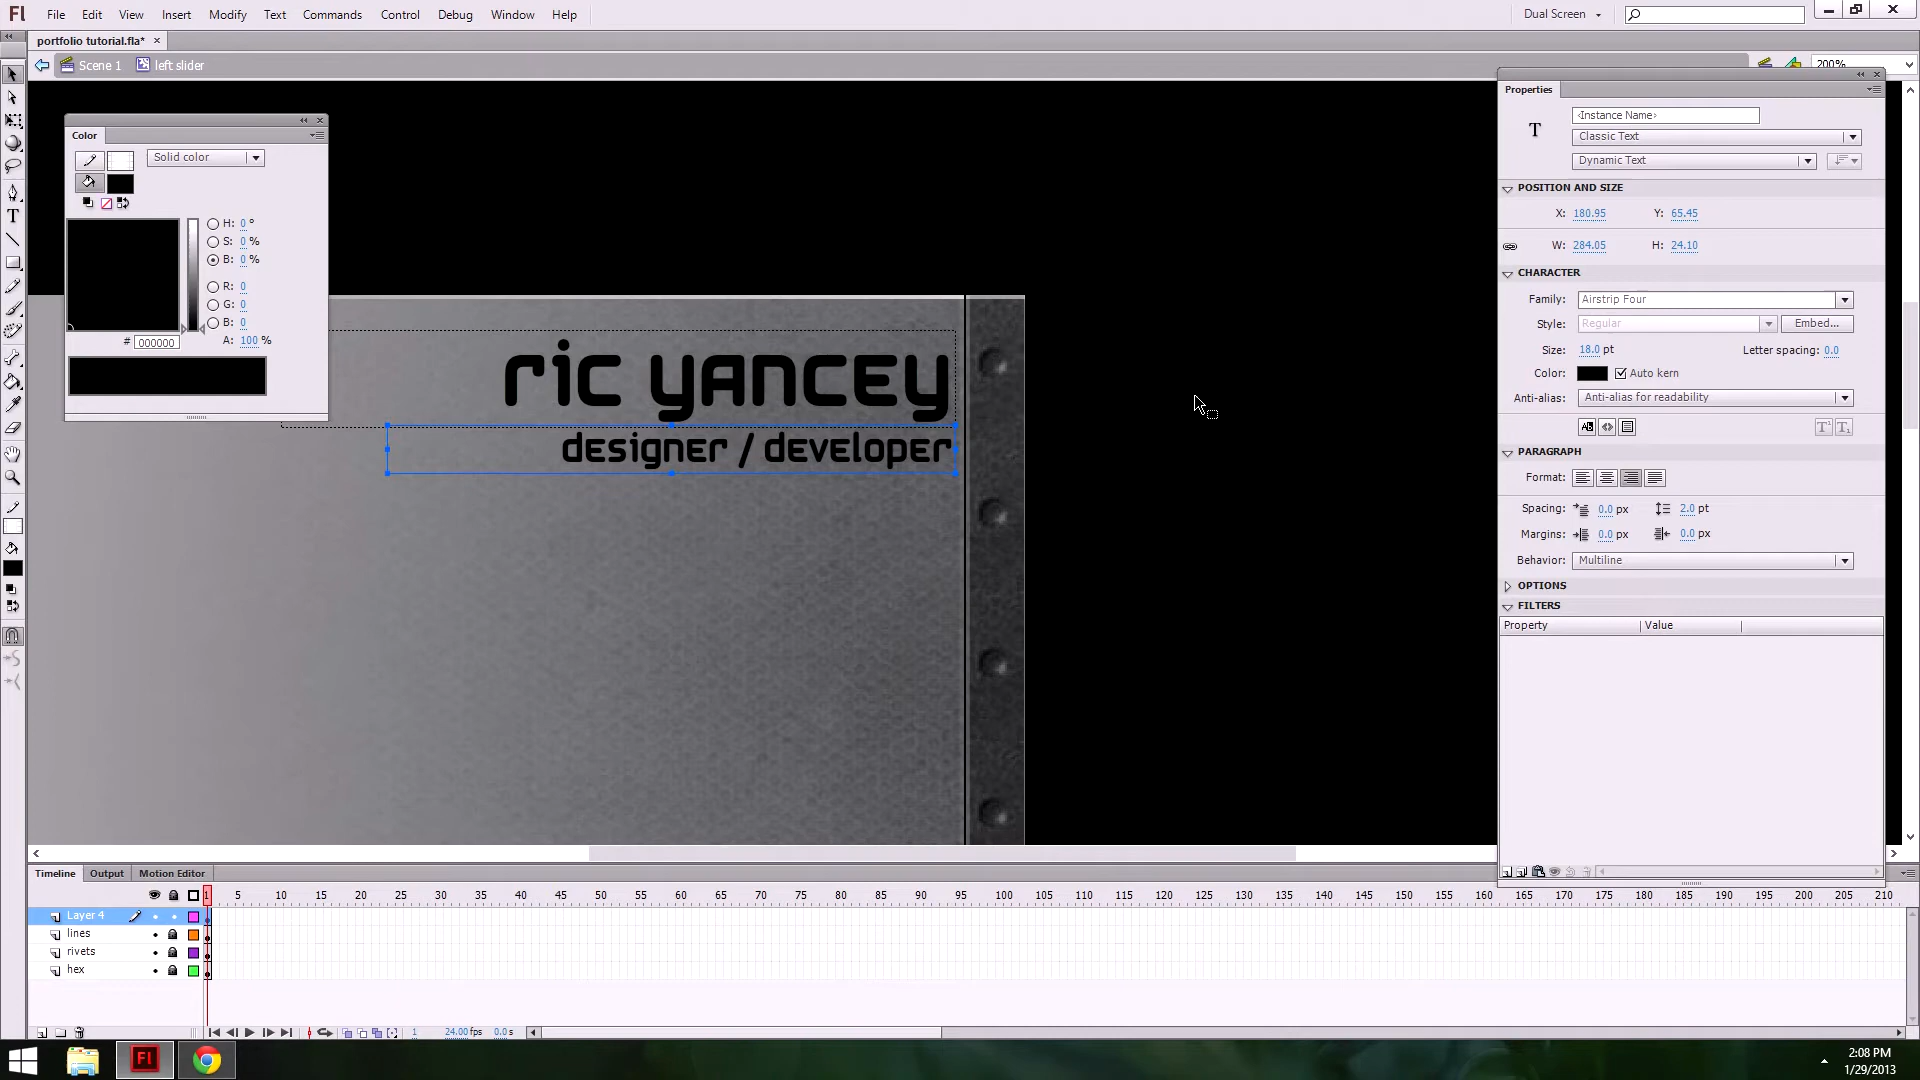 Fl File Edit View Insert Modify Text Commands Control Debug Window Help Dual Screen
portfolio tutorial.fla*
Scene 1 left slider 200%
Properties
<Instance Name>
T Classic Text
Dynamic Text
POSITION AND SIZE
X: 180.95 Y: 65.45
W: 284.05 H: 24.10
CHARACTER
Family: Airstrip Four
Style: Regular Embed...
Size: 18.0 pt Letter spacing: 0.0
Color: Auto kern
Anti-alias: Anti-alias for readability
PARAGRAPH
Format:
Spacing: 0.0 px 2.0 pt
Margins: 0.0 px 0.0 px
Behavior: Multiline
OPTIONS
FILTERS
Property Value
Color
Solid color
H: 0 °
S: 0 %
B: 0 %
R: 0
G: 0
B: 0
# 000000 A: 100 %
ric yancey
designer / developer
Timeline Output Motion Editor
1 5 10 15 20 25 30 35 40 45 50 55 60 65 70 75 80 85 90 95 100 105 110 115 120 125 130 135 140 145 150 155 160 165 170 175 180 185 190 195 200 205 210
Layer 4
lines
rivets
hex
1 24.00 fps 0.0 s
Fl
2:08 PM
1/29/2013